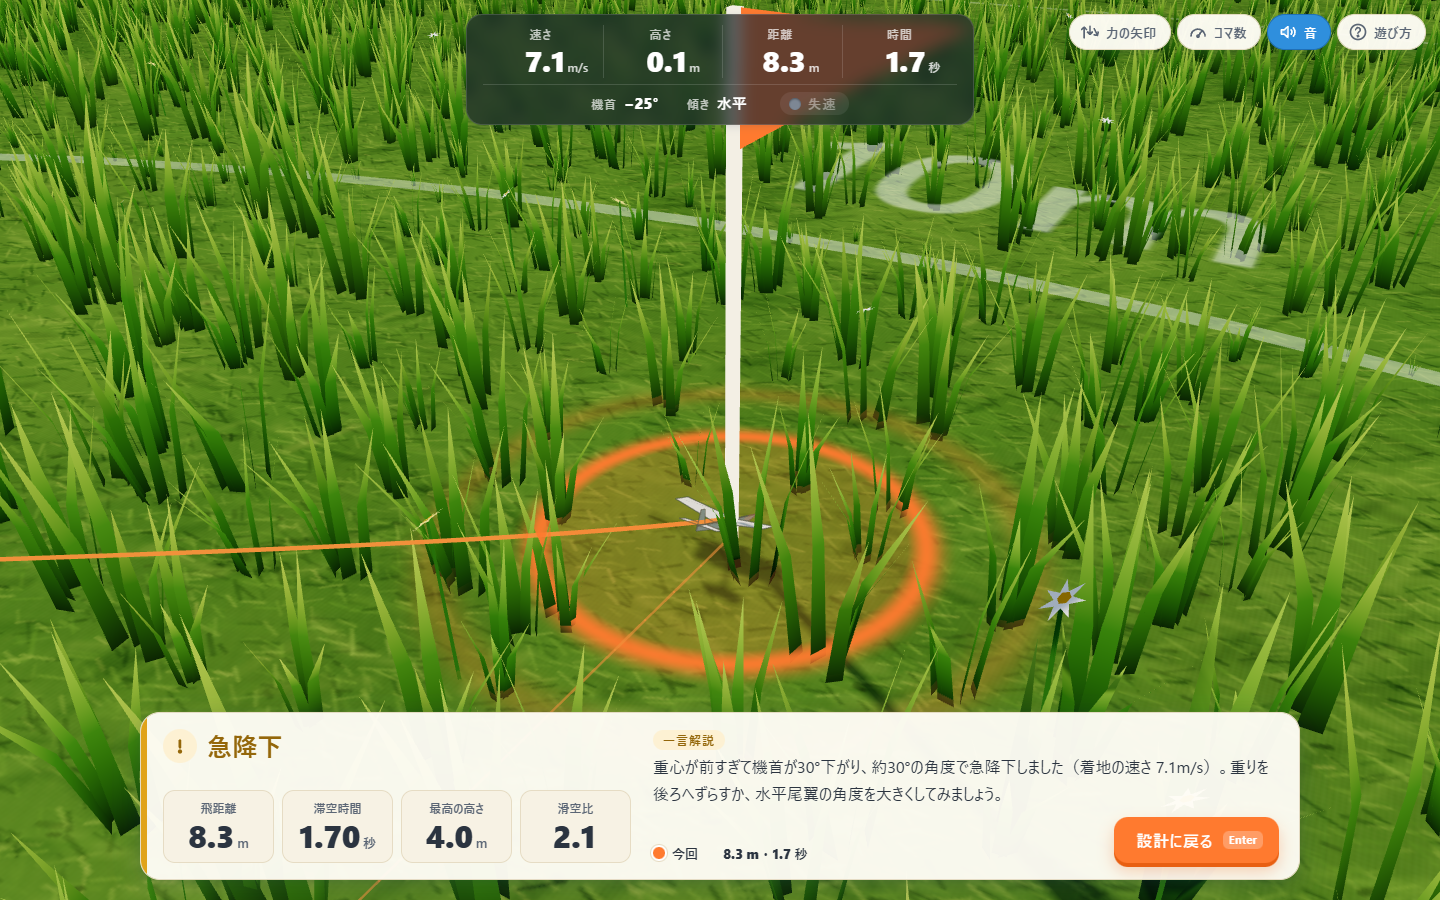 速さ
7.1 m/s
高さ
0.1 m
距離
8.3 m
時間
1.7 秒
機首 −25° 傾き 水平 失速
力の矢印
コマ数
音
遊び方
10m
急降下
飛距離
8.3 m
滞空時間
1.70 秒
最高の高さ
4.0 m
滑空比
2.1
一言解説
重心が前すぎて機首が30°下がり、約30°の角度で急降下しました（着地の速さ 7.1m/s）。重りを
後ろへずらすか、水平尾翼の角度を大きくしてみましょう。
今回 8.3 m · 1.7 秒
設計に戻る Enter